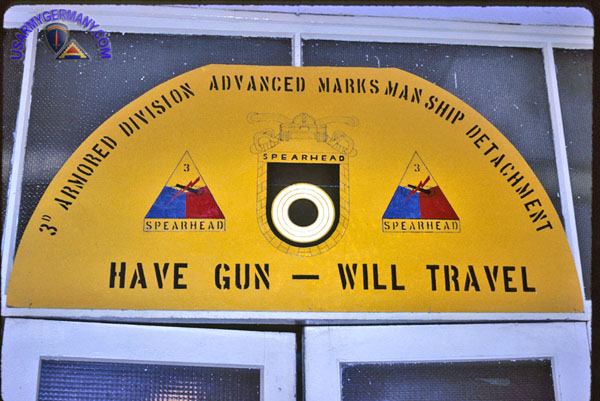 USARMYGERMANY.COM
3D ARMORED DIVISION ADVANCED MARKSMANSHIP DETACHMENT
SPEARHEAD
3
SPEARHEAD
3
SPEARHEAD
HAVE GUN — WILL TRAVEL